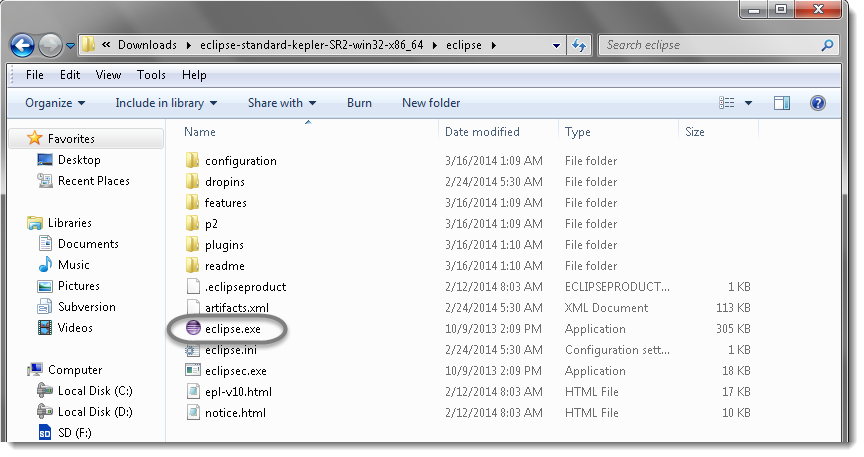 « Downloads ▸ eclipse-standard-kepler-SR2-win32-x86_64 ▸ eclipse ▸
Search eclipse
File Edit View Tools Help
Organize Include in library Share with Burn New folder
Name Date modified Type Size
Favorites
Desktop
Recent Places
Libraries
Documents
Music
Pictures
Subversion
Videos
Computer
Local Disk (C:)
Local Disk (D:)
SD (F:)
configuration 3/16/2014 1:09 AM File folder
dropins 2/24/2014 5:30 AM File folder
features 3/16/2014 1:09 AM File folder
p2 3/16/2014 1:09 AM File folder
plugins 3/16/2014 1:10 AM File folder
readme 3/16/2014 1:10 AM File folder
.eclipseproduct 2/12/2014 8:03 AM ECLIPSEPRODUCT... 1 KB
artifacts.xml 2/24/2014 5:30 AM XML Document 113 KB
eclipse.exe 10/9/2013 2:09 PM Application 305 KB
eclipse.ini 2/24/2014 5:30 AM Configuration sett... 1 KB
eclipsec.exe 10/9/2013 2:09 PM Application 18 KB
epl-v10.html 2/12/2014 8:03 AM HTML File 17 KB
notice.html 2/12/2014 8:03 AM HTML File 10 KB